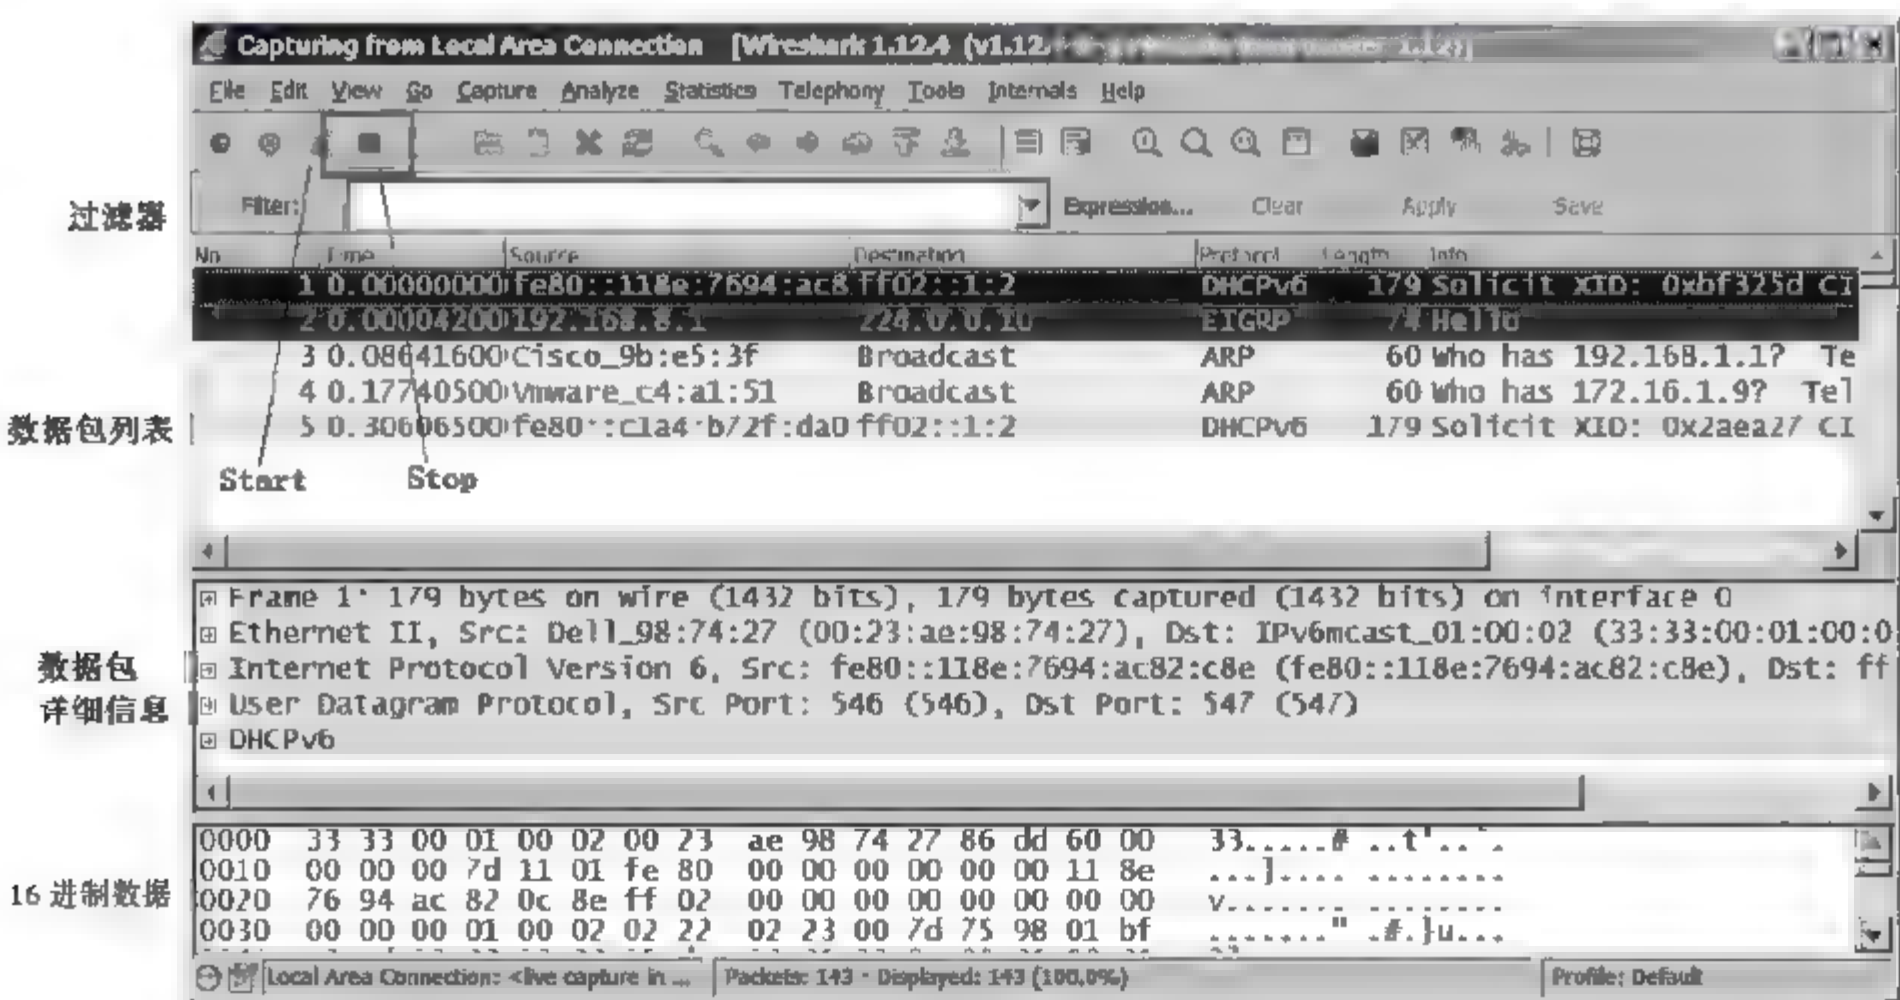 Capturing from Local Area Connection [Wireshark 1.12.4 (v1.12.
File Edit View Go Capture Analyze Statistics Telephony Tools Internals Help
过滤器
Filter: Expression... Clear Apply Save
No. Time Source Destination Protocol Length Info
1 0.00000000 fe80::118e:7694:ac8 ff02::1:2 DHCPv6 179 Solicit XID: 0xbf325d CI
2 0.00004200 192.168.8.1 224.0.0.10 EIGRP 74 Hello
3 0.08641600 Cisco_9b:e5:3f Broadcast ARP 60 Who has 192.168.1.1? Te
4 0.17740500 Vmware_c4:a1:51 Broadcast ARP 60 Who has 172.16.1.9? Tel
数据包列表
5 0.30606500 fe80::c1a4:b72f:da0 ff02::1:2 DHCPv6 179 Solicit XID: 0x2aea27 CI
Start Stop
Frame 1: 179 bytes on wire (1432 bits), 179 bytes captured (1432 bits) on interface 0
Ethernet II, Src: Dell_98:74:27 (00:23:ae:98:74:27), Dst: IPv6mcast_01:00:02 (33:33:00:01:00:0
数据包
详细信息
Internet Protocol Version 6, Src: fe80::118e:7694:ac82:c8e (fe80::118e:7694:ac82:c8e), Dst: ff
User Datagram Protocol, Src Port: 546 (546), Dst Port: 547 (547)
DHCPv6
0000 33 33 00 01 00 02 00 23 ae 98 74 27 86 dd 60 00 33.....# ..t'..`.
0010 00 00 00 7d 11 01 fe 80 00 00 00 00 00 00 11 8e ...}.... ........
16 进制数据
0020 76 94 ac 82 0c 8e ff 02 00 00 00 00 00 00 00 00 v....... ........
0030 00 00 00 01 00 02 02 22 02 23 00 7d 75 98 01 bf ......." .#.}u...
Local Area Connection: <live capture in ... Packets: 143 · Displayed: 143 (100.0%) Profile: Default